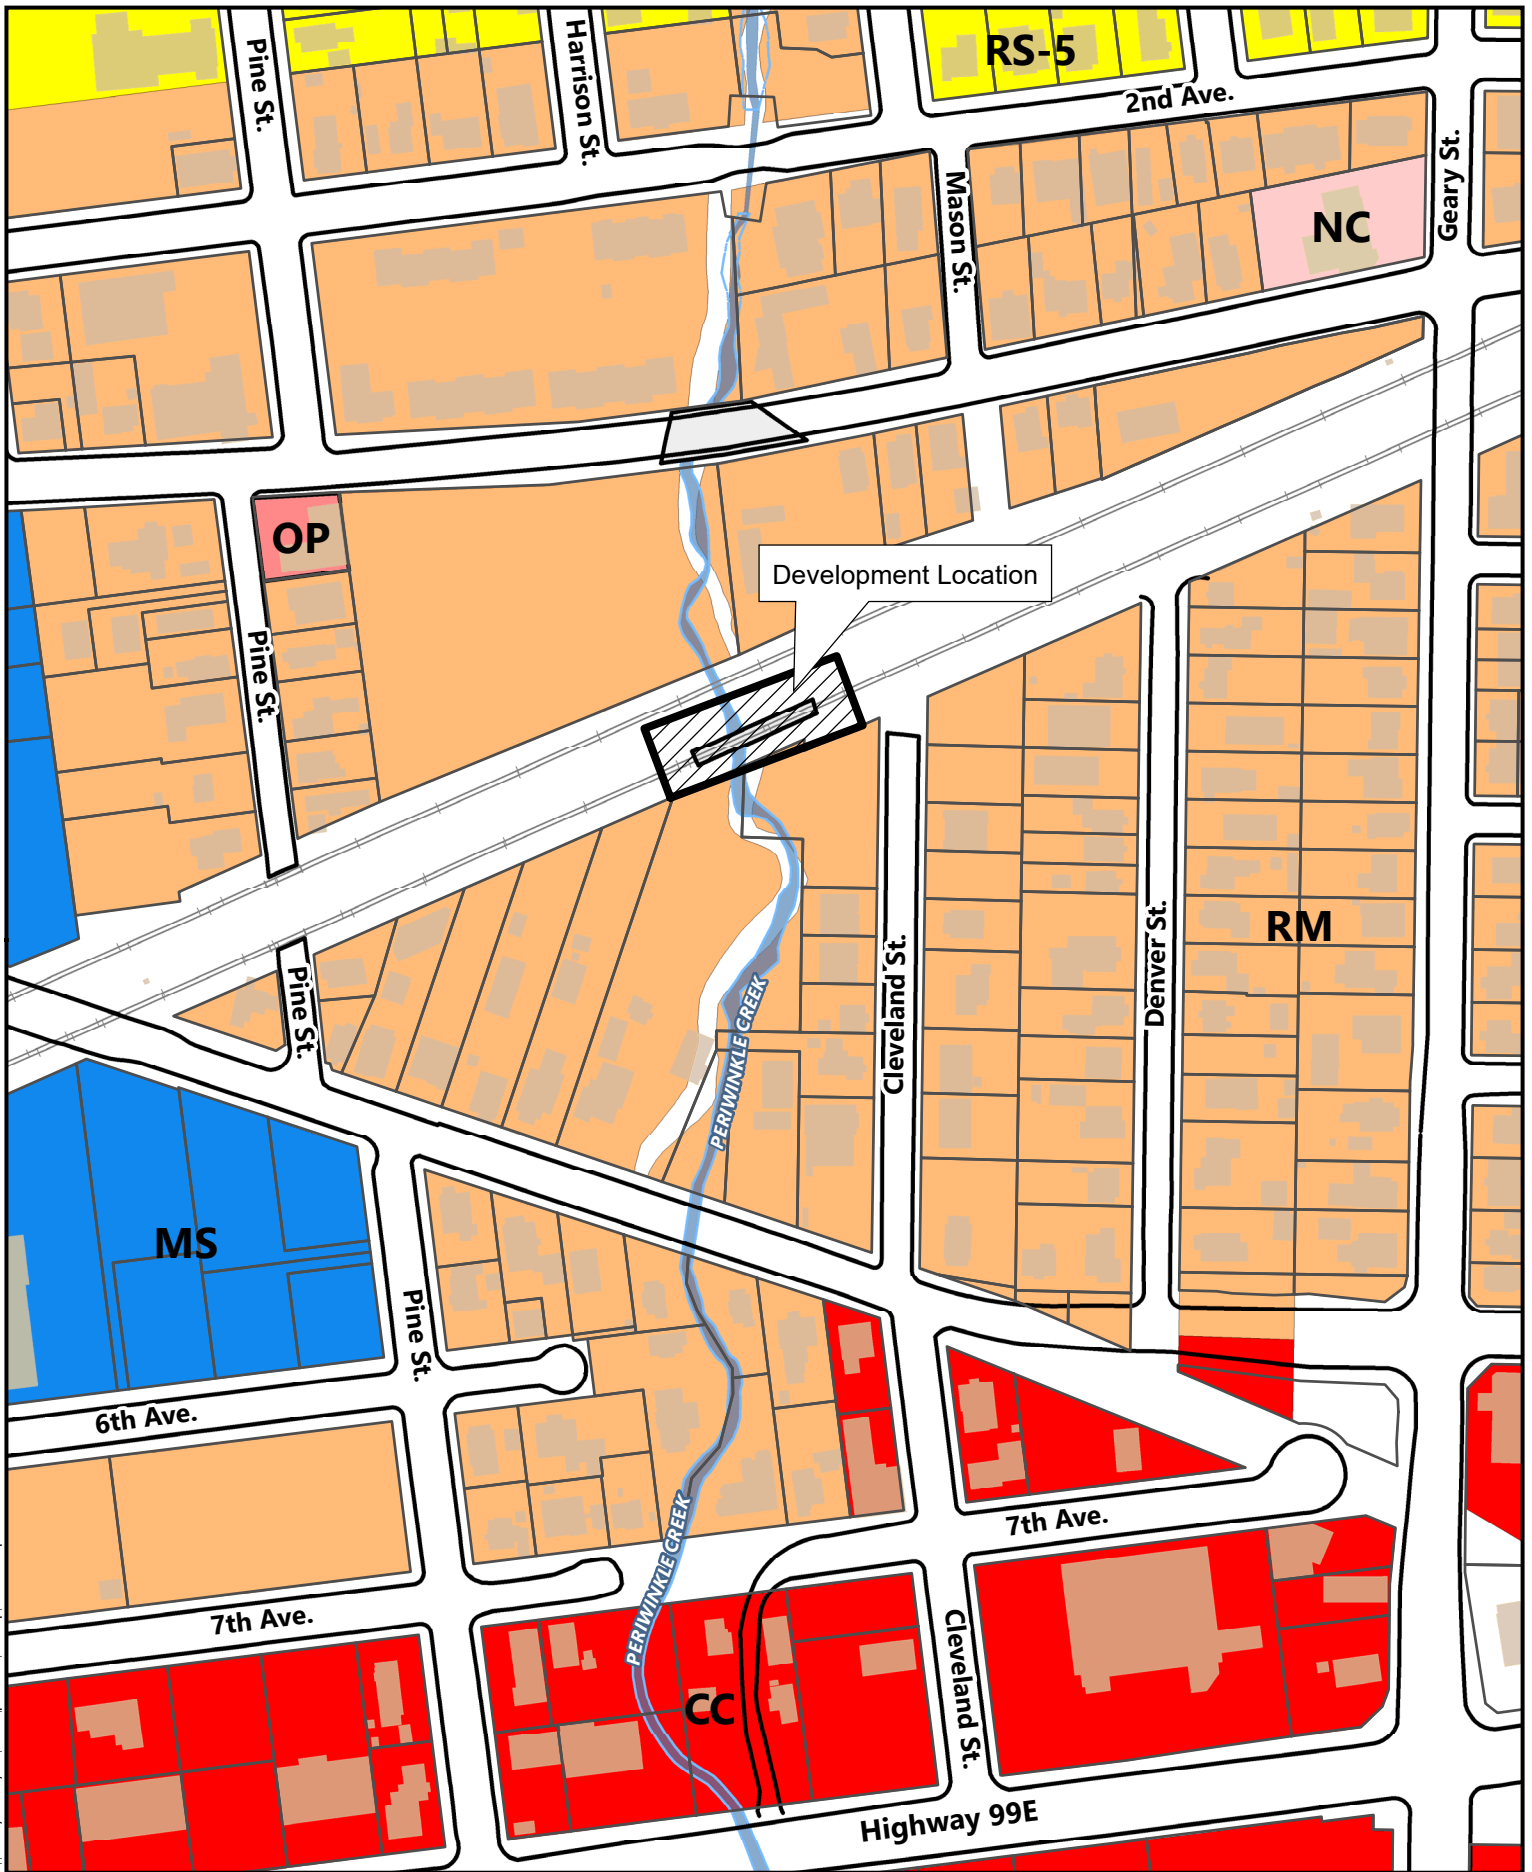 RS-5
Pine St.
Harrison St.
2nd Ave.
Geary St.
Mason St.
NC
OP
Development Location
Pine St.
RM
Cleveland St.
Denver St.
Pine St.
PERIWINKLE CREEK
MS
Pine St.
6th Ave.
7th Ave.
PERIWINKLE CREEK
7th Ave.
Cleveland St.
CC
Highway 99E